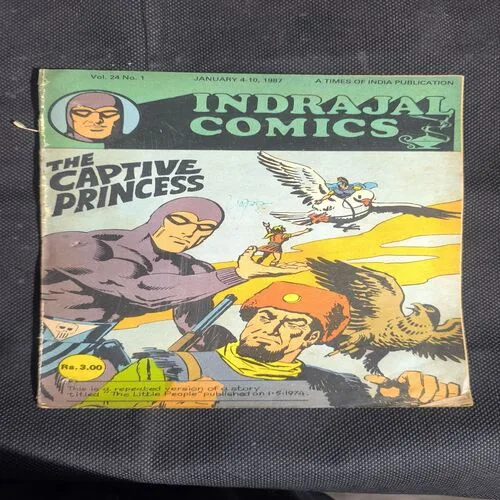 Vol. 24 No. 1 JANUARY 4-10, 1987 A TIMES OF INDIA PUBLICATION
INDRAJAL
COMICS
THE
CAPTIVE
PRINCESS
Rs. 3.00
This is a repeated version of a story
titled "The Little People" published on 1-5-1974.